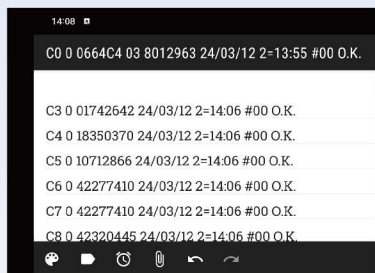 14:08
C0 0 0664C4 03 8012963 24/03/12 2=13:55 #00 O.K.
C3 0 01742642 24/03/12 2=14:06 #00 O.K.
C4 0 18350370 24/03/12 2=14:06 #00 O.K.
C5 0 10712866 24/03/12 2=14:06 #00 O.K.
C6 0 42277410 24/03/12 2=14:06 #00 O.K.
C7 0 42277410 24/03/12 2=14:06 #00 O.K.
C8 0 42320445 24/03/12 2=14:06 #00 O.K.